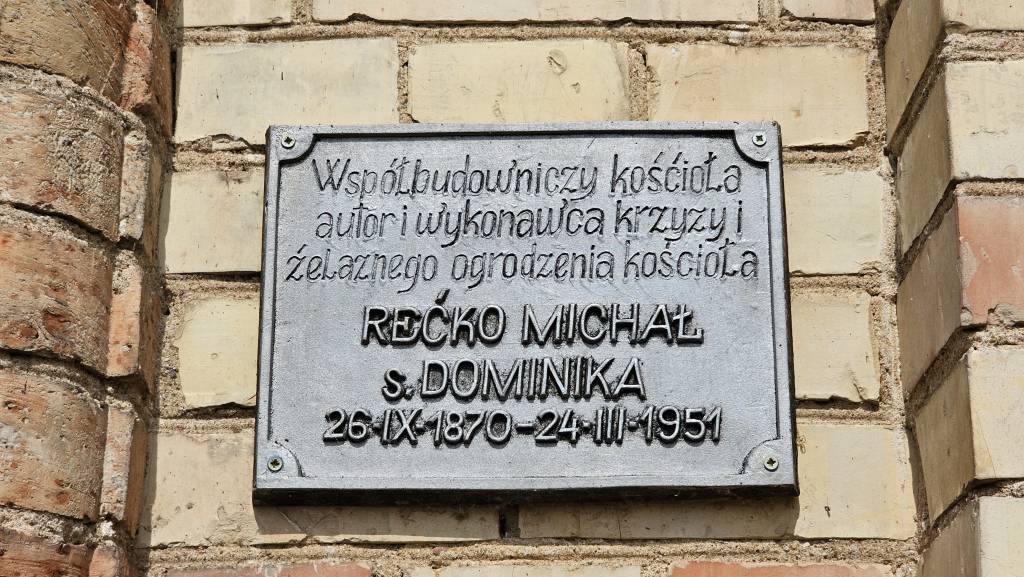 Współbudowniczy kościoła
autor i wykonawca krzyży i
żelaznego ogrodzenia kościoła
REĆKO MICHAŁ
s. DOMINIKA
26·IX·1870-24·III·1951